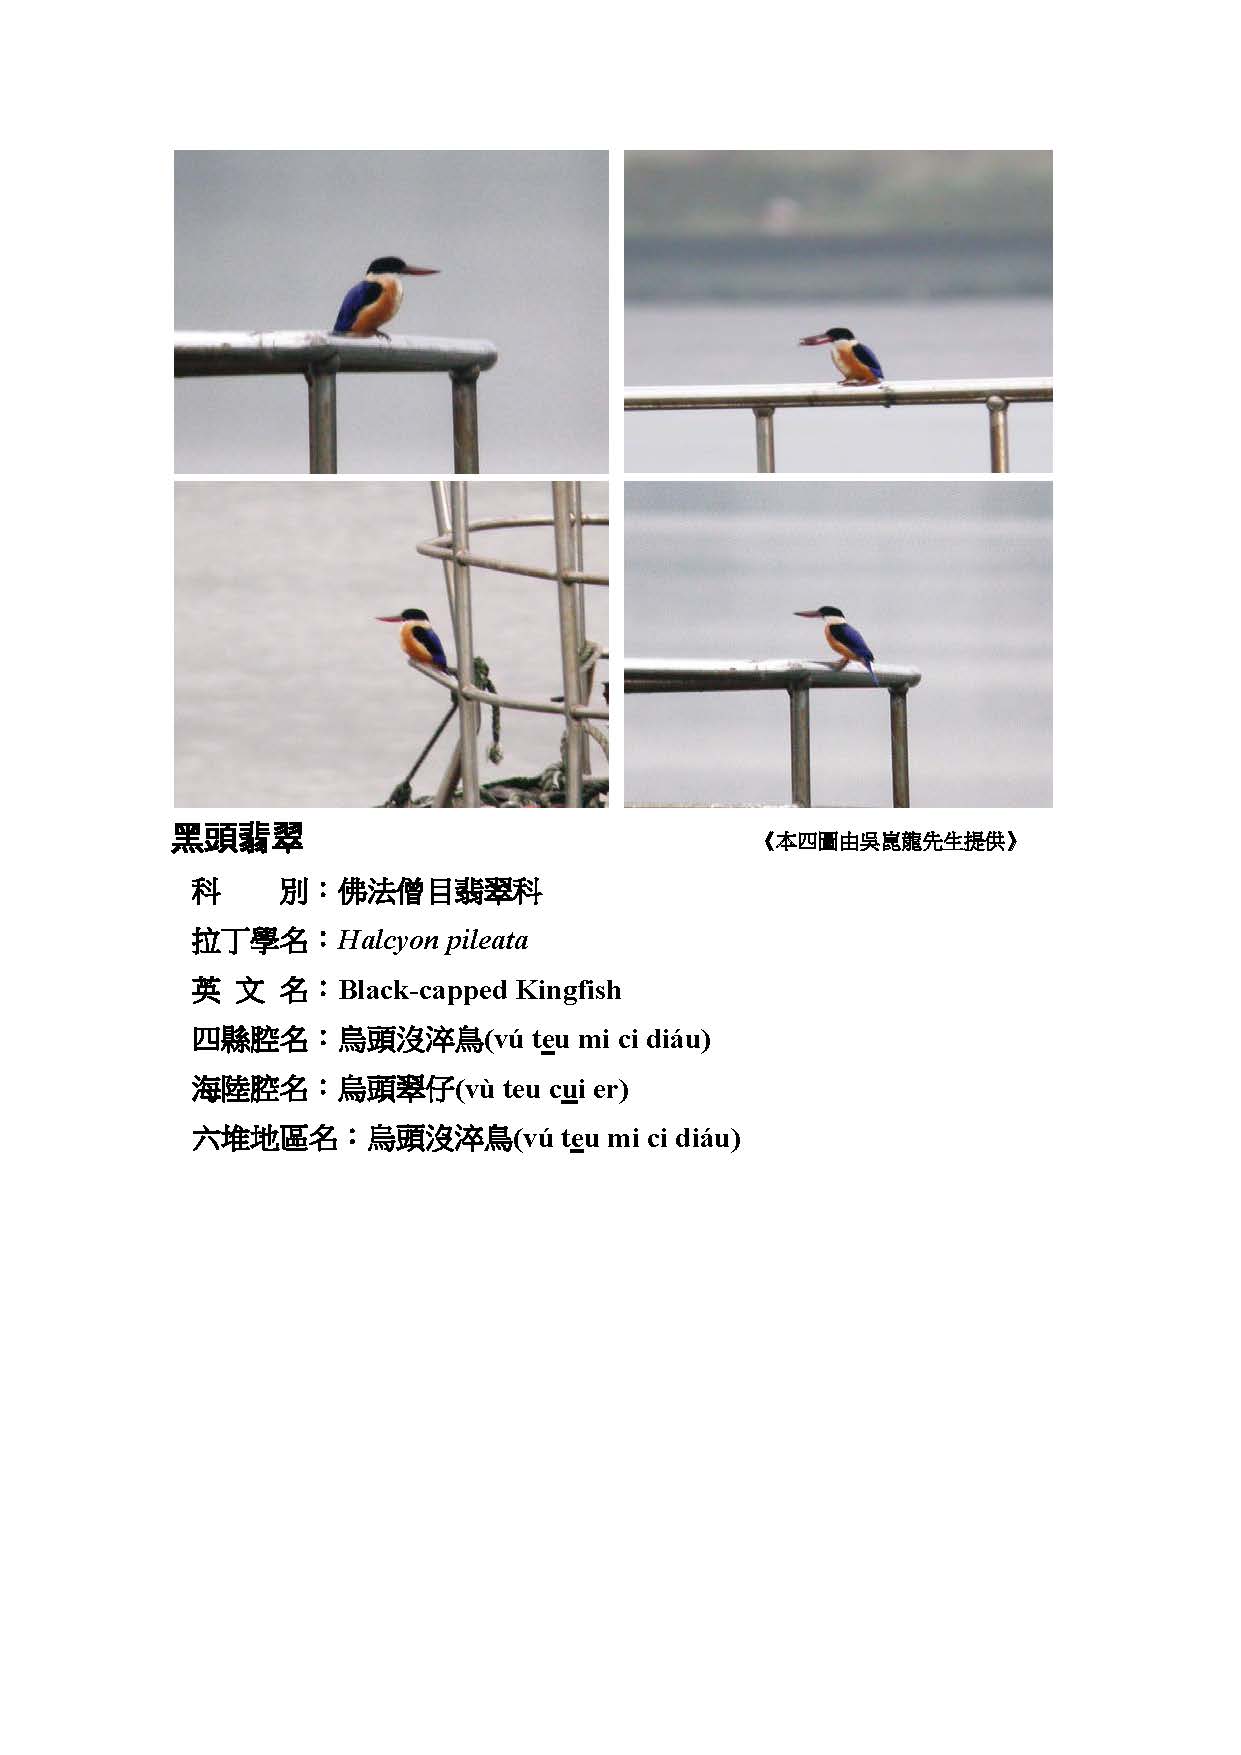 黑頭翡翠 《本四圖由吳崑龍先生提供》
科 別：佛法僧目翡翠科
拉丁學名：Halcyon pileata
英 文 名：Black-capped Kingfish
四縣腔名：烏頭沒淬鳥(vú teu mi ci diáu)
海陸腔名：烏頭翠仔(vù teu cui er)
六堆地區名：烏頭沒淬鳥(vú teu mi ci diáu)